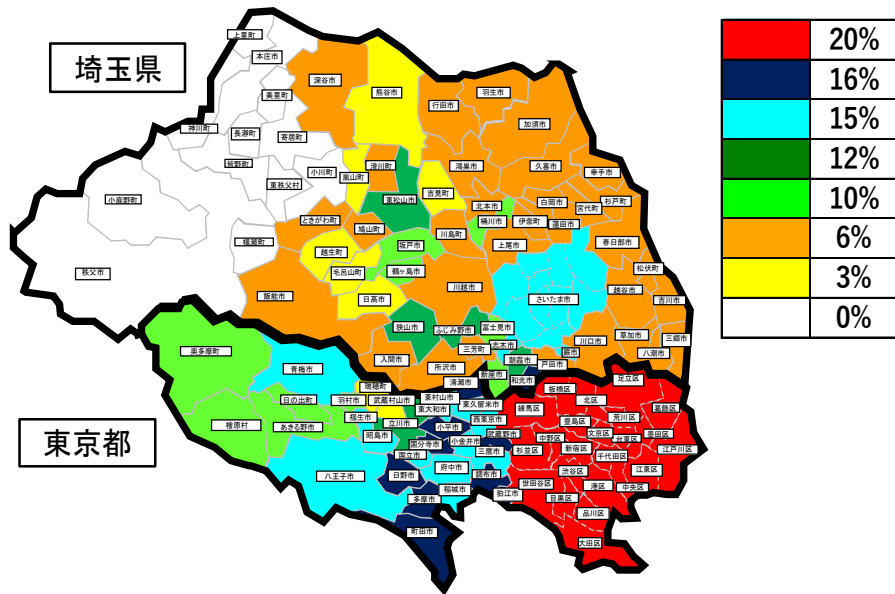 埼玉県
東京都
20%
16%
15%
12%
10%
6%
3%
0%
上里町
本庄市
美里町
神川町
長瀞町
寄居町
皆野町
小鹿野町
東秩父村
小川町
横瀬町
秩父市
深谷市
熊谷市
行田市
羽生市
加須市
嵐山町
滑川町
吉見町
東松山市
鴻巣市
久喜市
幸手市
北本市
白岡市
杉戸町
宮代町
桶川市
伊奈町
蓮田市
ときがわ町
鳩山町
川島町
上尾市
春日部市
越生町
坂戸市
毛呂山町
鶴ヶ島市
松伏町
飯能市
日高市
川越市
さいたま市
越谷市
吉川市
狭山市
ふじみ野市
富士見市
川口市
草加市
三郷市
入間市
三芳町
志木市
蕨市
八潮市
所沢市
朝霞市
戸田市
新座市
和光市
奥多摩町
青梅市
瑞穂町
清瀬市
日の出町
羽村市
武蔵村山市
東村山市
東久留米市
福生市
東大和市
檜原村
あきる野市
立川市
小平市
西東京市
昭島市
国分寺市
小金井市
武蔵野市
国立市
三鷹市
八王子市
日野市
府中市
調布市
多摩市
稲城市
狛江市
町田市
足立区
板橋区
北区
練馬区
荒川区
葛飾区
豊島区
文京区
台東区
墨田区
中野区
杉並区
新宿区
千代田区
江戸川区
渋谷区
江東区
世田谷区
港区
中央区
目黒区
品川区
大田区